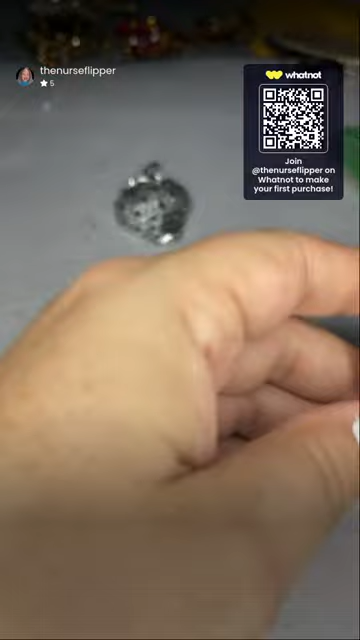 thenurseflipper
★ 5
whatnot
Join
@thenurseflipper on
Whatnot to make
your first purchase!